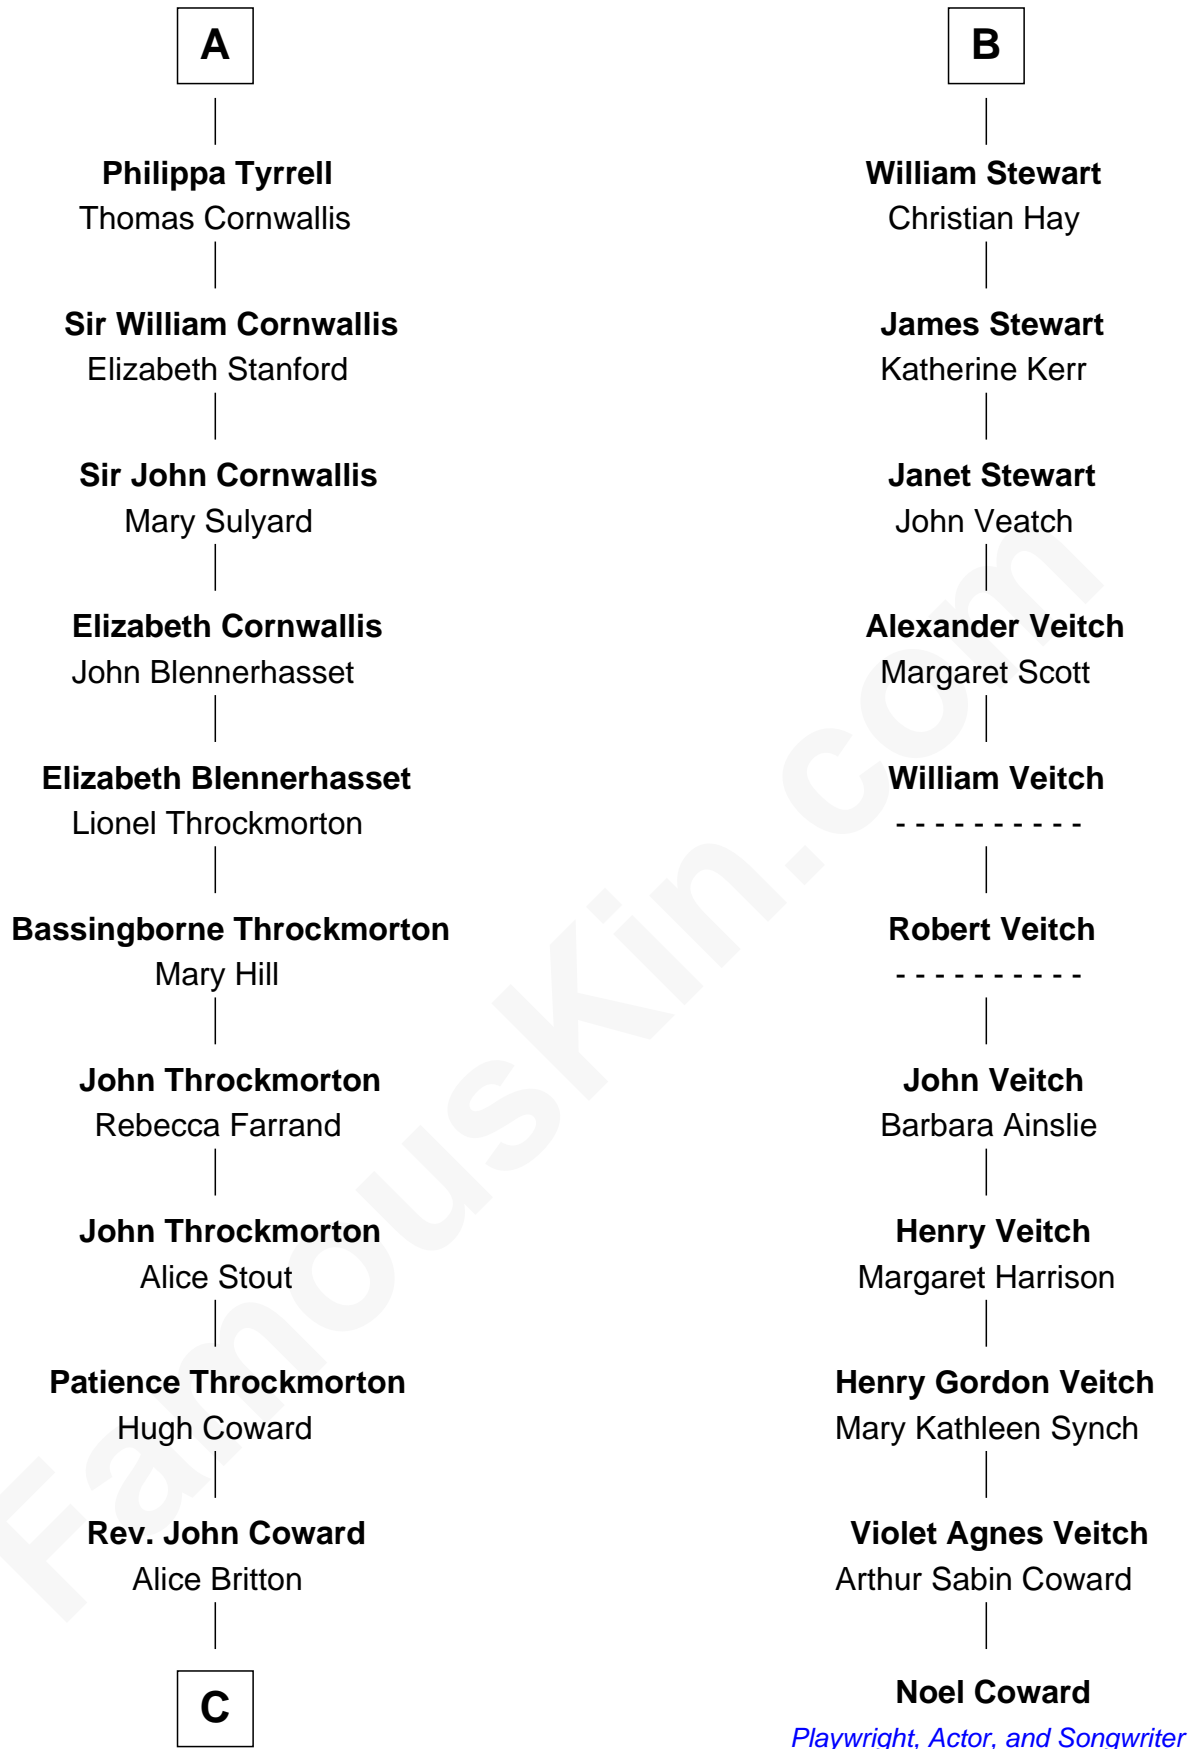 A
Philippa Tyrrell
Thomas Cornwallis
Sir William Cornwallis
Elizabeth Stanford
Sir John Cornwallis
Mary Sulyard
Elizabeth Cornwallis
John Blennerhasset
Elizabeth Blennerhasset
Lionel Throckmorton
Bassingborne Throckmorton
Mary Hill
John Throckmorton
Rebecca Farrand
John Throckmorton
Alice Stout
Patience Throckmorton
Hugh Coward
Rev. John Coward
Alice Britton
C
B
William Stewart
Christian Hay
James Stewart
Katherine Kerr
Janet Stewart
John Veatch
Alexander Veitch
Margaret Scott
William Veitch
- - - - - - - - - -
Robert Veitch
- - - - - - - - - -
John Veitch
Barbara Ainslie
Henry Veitch
Margaret Harrison
Henry Gordon Veitch
Mary Kathleen Synch
Violet Agnes Veitch
Arthur Sabin Coward
Noel Coward
Playwright, Actor, and Songwriter
FamousKin.com